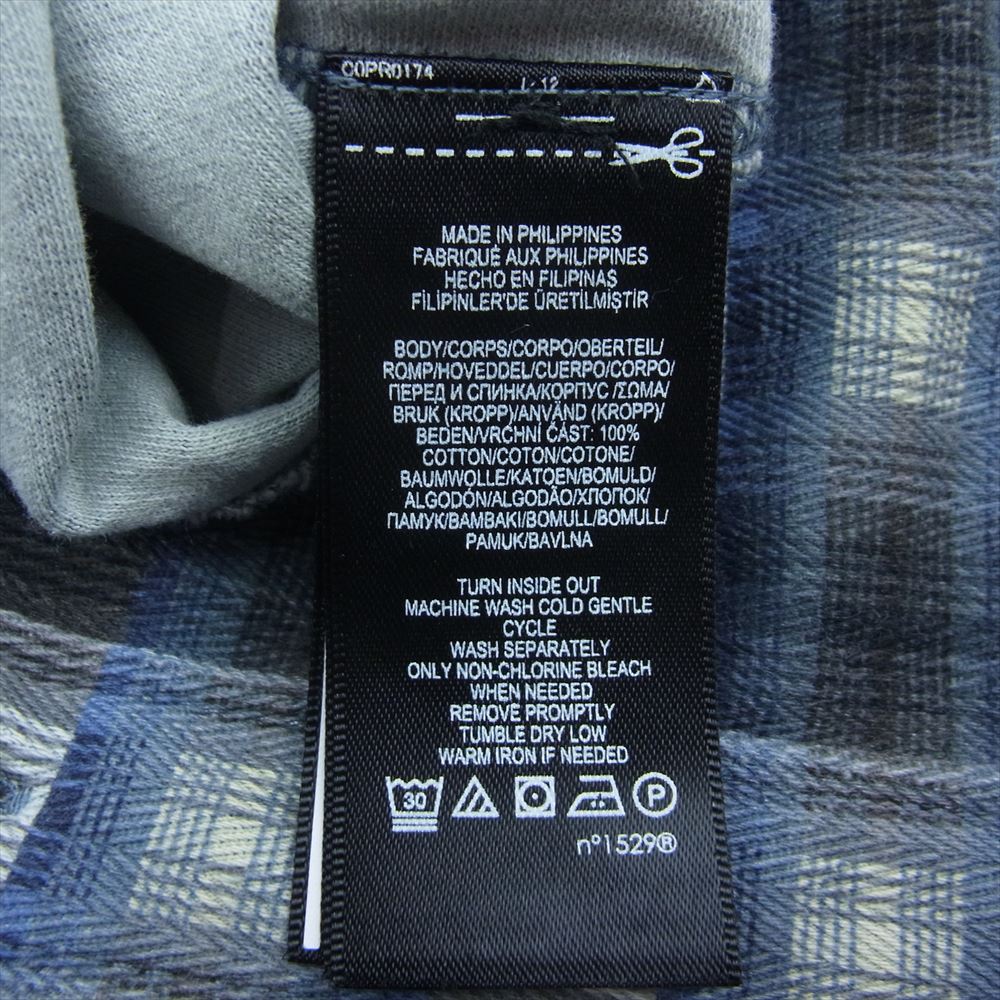 COPR0174
MADE IN PHILIPPINES
FABRIQUÉ AUX PHILIPPINES
HECHO EN FILIPINAS
FİLİPİNLER'DE ÜRETİLMİŞTİR
BODY/CORPS/CORPO/OBERTEIL/
ROMP/HOVEDDEL/CUERPO/CORPO/
ПЕРЕД И СПИНКА/КОРПУС /ΣΩΜΑ/
BRUK (KROPP)/ANVÄND (KROPP)/
BEDEN/VRCHNÍ ČÁST: 100%
COTTON/COTON/COTONE/
BAUMWOLLE/KATOEN/BOMULD/
ALGODÓN/ALGODÃO/ХЛОПОК/
ПАМУК/ΒΑΜΒΑΚΙ/BOMULL/BOMULL/
PAMUK/BAVLNA
TURN INSIDE OUT
MACHINE WASH COLD GENTLE
CYCLE
WASH SEPARATELY
ONLY NON-CHLORINE BLEACH
WHEN NEEDED
REMOVE PROMPTLY
TUMBLE DRY LOW
WARM IRON IF NEEDED
30 P
n°1529®